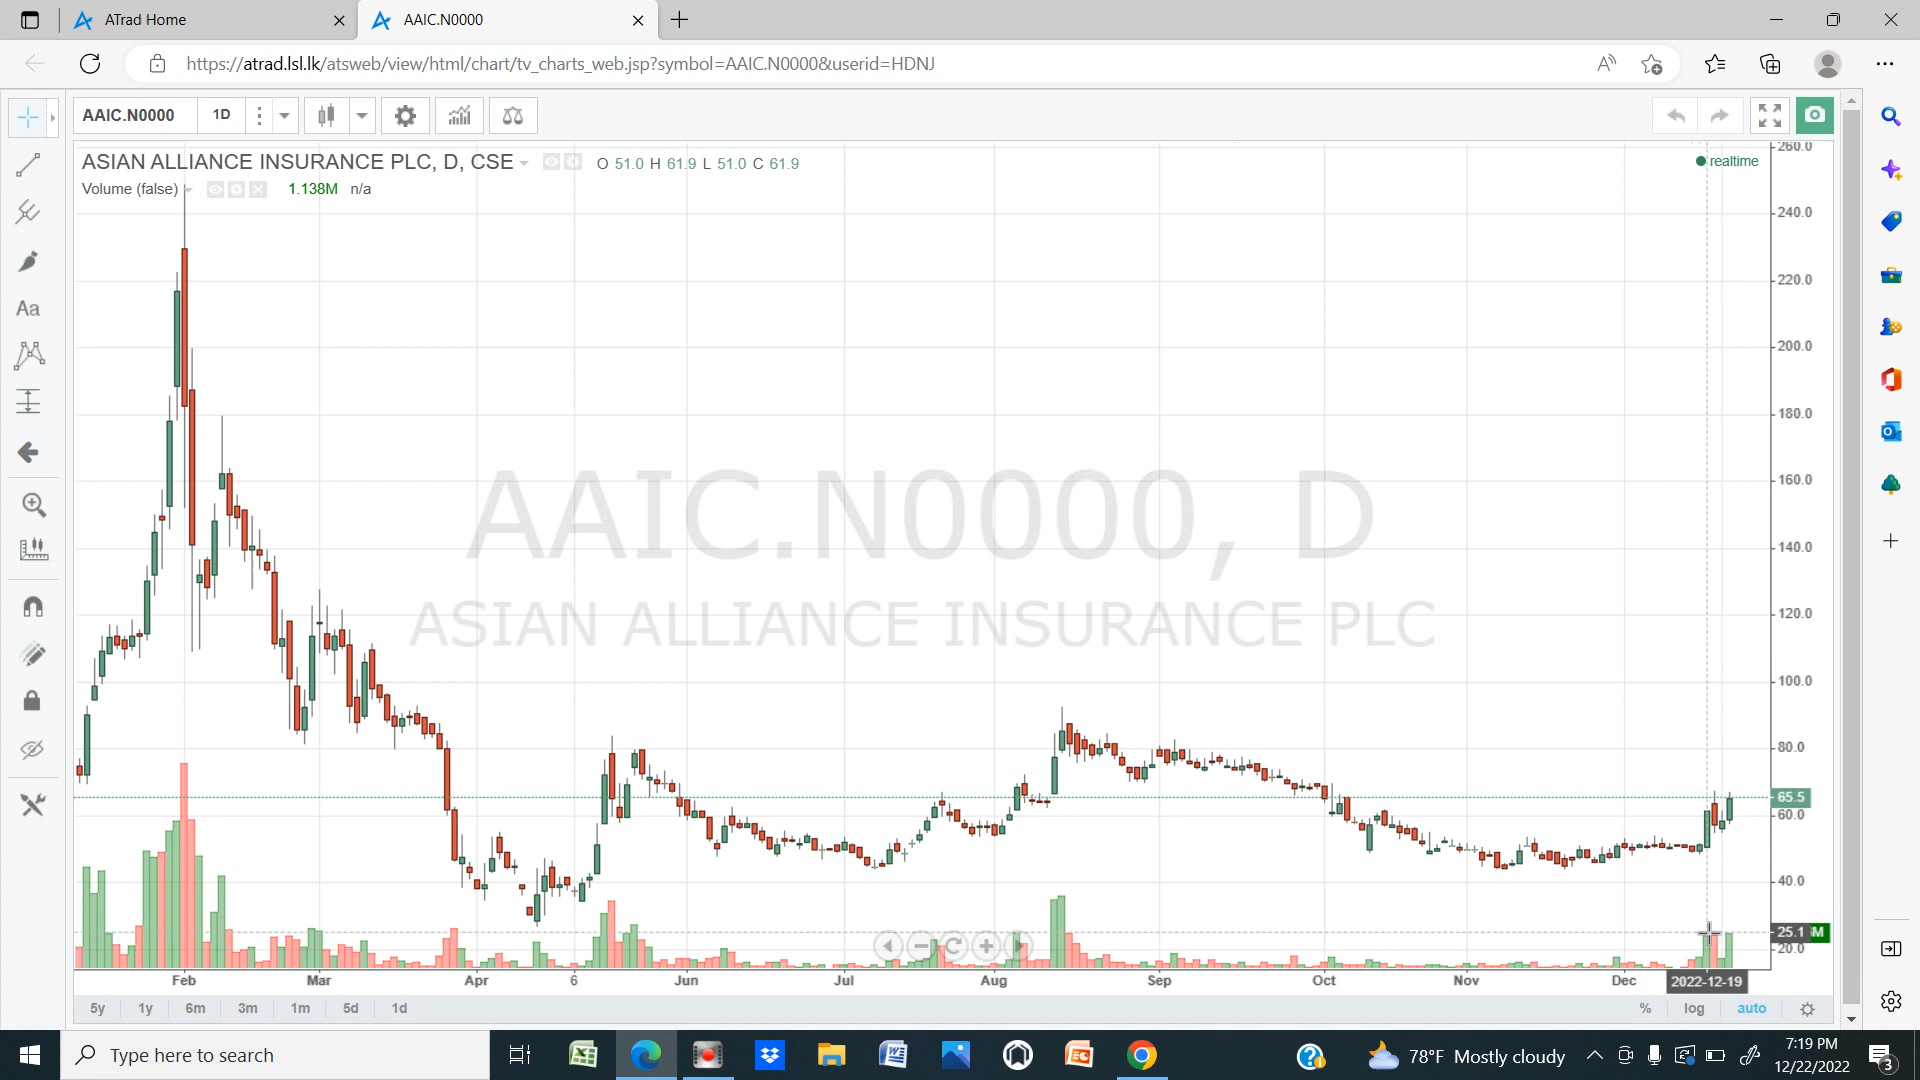 ATrad Home
AAIC.N0000
https://atrad.lsl.lk/atsweb/view/html/chart/tv_charts_web.jsp?symbol=AAIC.N0000&userid=HDNJ
AAIC.N0000
1D
ASIAN ALLIANCE INSURANCE PLC, D, CSE
O 51.0 H 61.9 L 51.0 C 61.9
realtime
Volume (false)
1.138M n/a
260.0
240.0
220.0
200.0
180.0
160.0
140.0
120.0
100.0
80.0
65.5
60.0
40.0
25.1 M
20.0
AAIC.N0000, D
ASIAN ALLIANCE INSURANCE PLC
Aa
Feb Mar Apr 6 Jun Jul Aug Sep Oct Nov Dec 2022-12-19
5y 1y 6m 3m 1m 5d 1d
% log auto
Type here to search
78°F Mostly cloudy
7:19 PM
12/22/2022
3